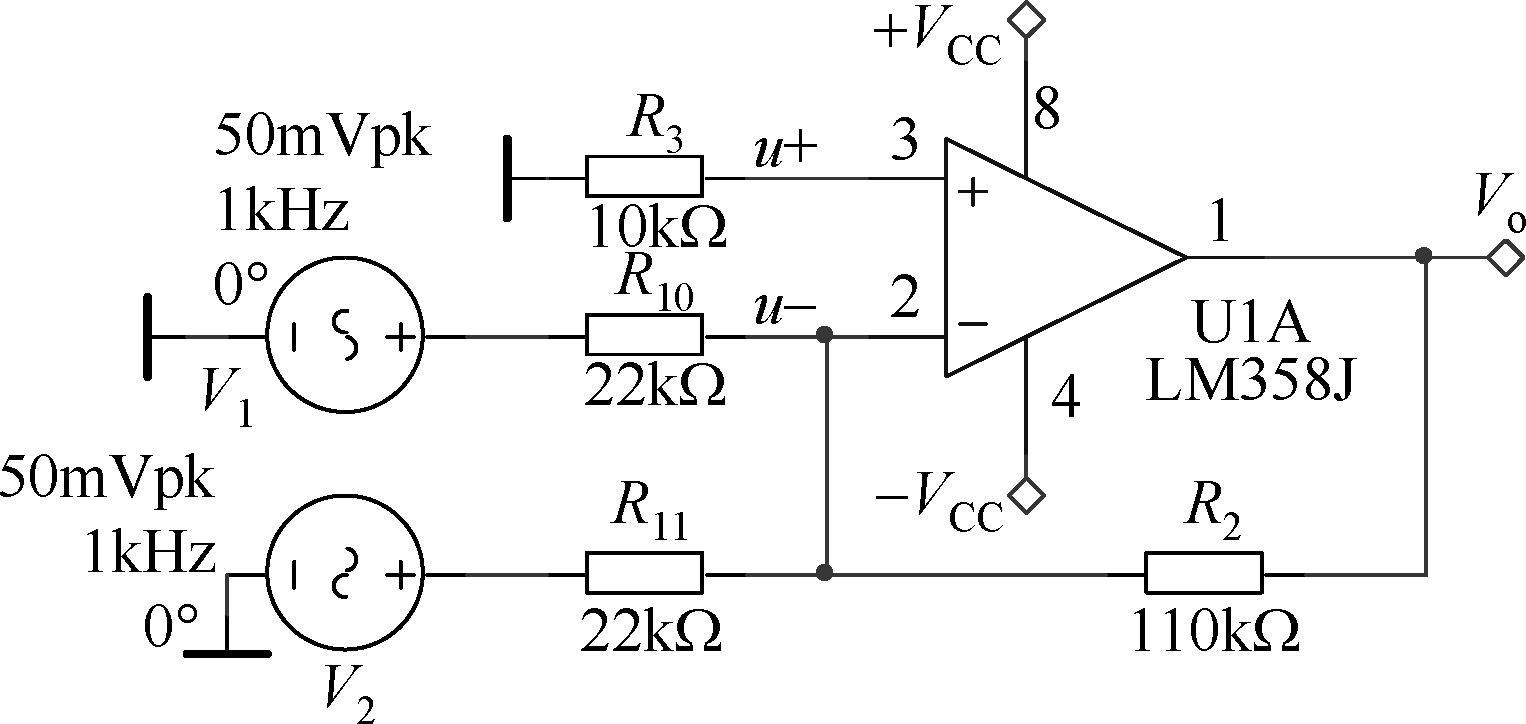 +VCC
8
50mVpk
1kHz
0°
R3
10kΩ
u+
3
+
1
Vo
V1
R10
22kΩ
u−
2
−
U1A
LM358J
4
−VCC
50mVpk
1kHz
0°
V2
R11
22kΩ
R2
110kΩ